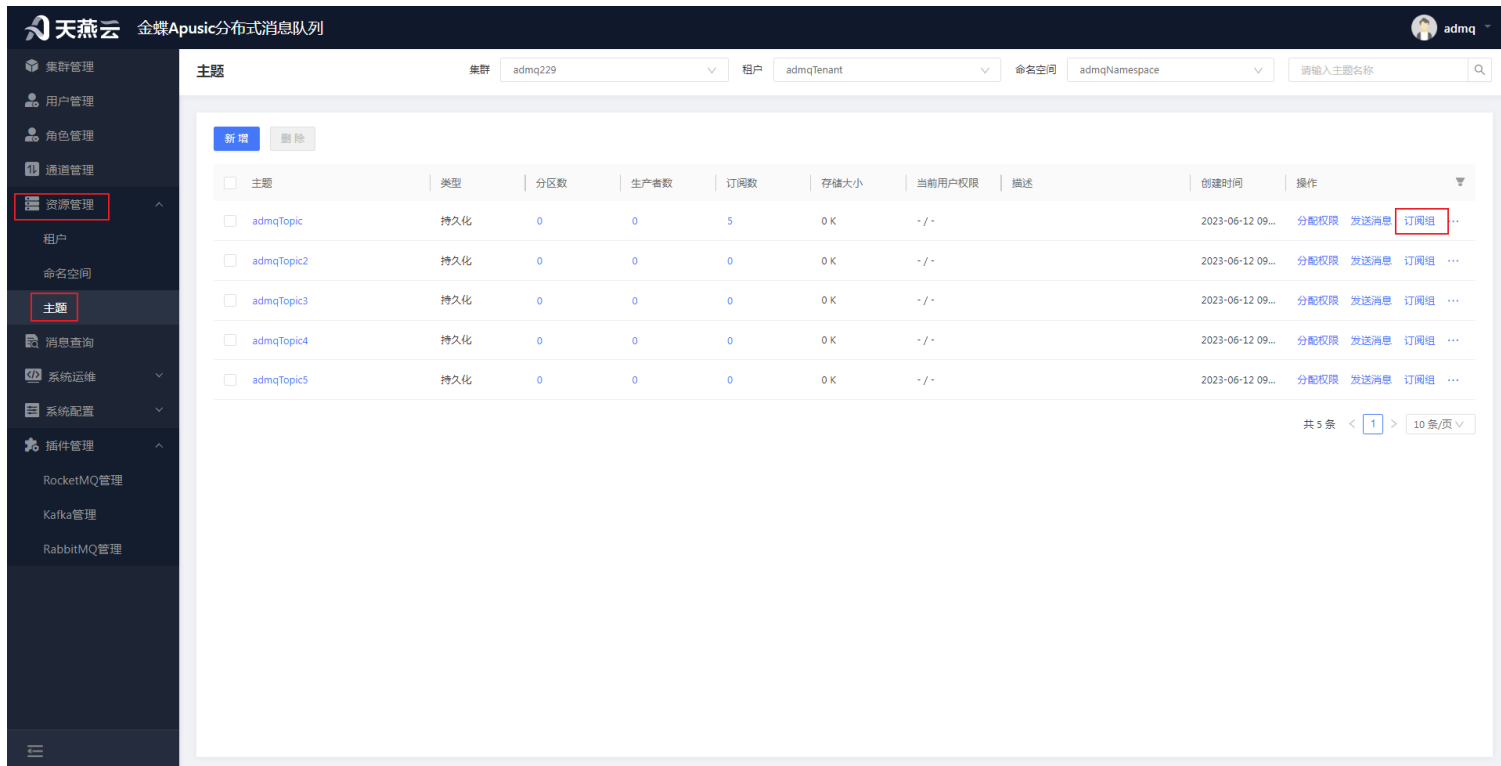 天燕云 金蝶Apusic分布式消息队列 admq
集群管理
用户管理
角色管理
通道管理
资源管理
租户
命名空间
主题
消息查询
系统运维
系统配置
插件管理
RocketMQ管理
Kafka管理
RabbitMQ管理
主题 集群 admq229 租户 admqTenant 命名空间 admqNamespace 请输入主题名称
新增 删除
主题 类型 分区数 生产者数 订阅数 存储大小 当前用户权限 描述 创建时间 操作
admqTopic 持久化 0 0 5 0 K - / - 2023-06-12 09... 分配权限 发送消息 订阅组 ...
admqTopic2 持久化 0 0 0 0 K - / - 2023-06-12 09... 分配权限 发送消息 订阅组 ...
admqTopic3 持久化 0 0 0 0 K - / - 2023-06-12 09... 分配权限 发送消息 订阅组 ...
admqTopic4 持久化 0 0 0 0 K - / - 2023-06-12 09... 分配权限 发送消息 订阅组 ...
admqTopic5 持久化 0 0 0 0 K - / - 2023-06-12 09... 分配权限 发送消息 订阅组 ...
共 5 条 < 1 > 10 条/页